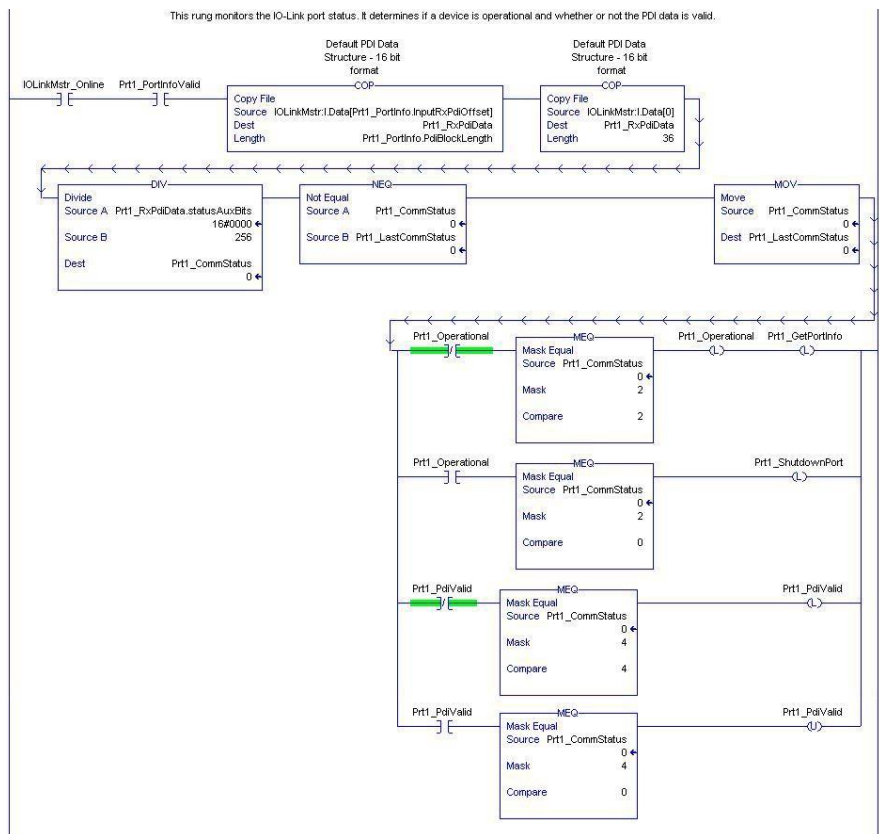 This rung monitors the IO-Link port status. It determines if a device is operational and whether or not the PDI data is valid.
Default PDI Data
Structure - 16 bit
format
Default PDI Data
Structure - 16 bit
format
IOLinkMstr_Online
Prt1_PortInfoValid
COP
Copy File
Source IOLinkMstr:I.Data[Prt1_PortInfo.InputRxPdiOffset]
Dest Prt1_RxPdiData
Length Prt1_PortInfo.PdiBlockLength
COP
Copy File
Source IOLinkMstr:I.Data[0]
Dest Prt1_RxPdiData
Length 36
DIV
Divide
Source A Prt1_RxPdiData.statusAuxBits
16#0000
Source B 256
Dest Prt1_CommStatus
0
NEQ
Not Equal
Source A Prt1_CommStatus
0
Source B Prt1_LastCommStatus
0
MOV
Move
Source Prt1_CommStatus
0
Dest Prt1_LastCommStatus
0
Prt1_Operational
MEQ
Mask Equal
Source Prt1_CommStatus
0
Mask 2
Compare 2
Prt1_Operational
L
Prt1_GetPortInfo
L
Prt1_Operational
MEQ
Mask Equal
Source Prt1_CommStatus
0
Mask 2
Compare 0
Prt1_ShutdownPort
L
Prt1_PdiValid
MEQ
Mask Equal
Source Prt1_CommStatus
0
Mask 4
Compare 4
Prt1_PdiValid
L
Prt1_PdiValid
MEQ
Mask Equal
Source Prt1_CommStatus
0
Mask 4
Compare 0
Prt1_PdiValid
U